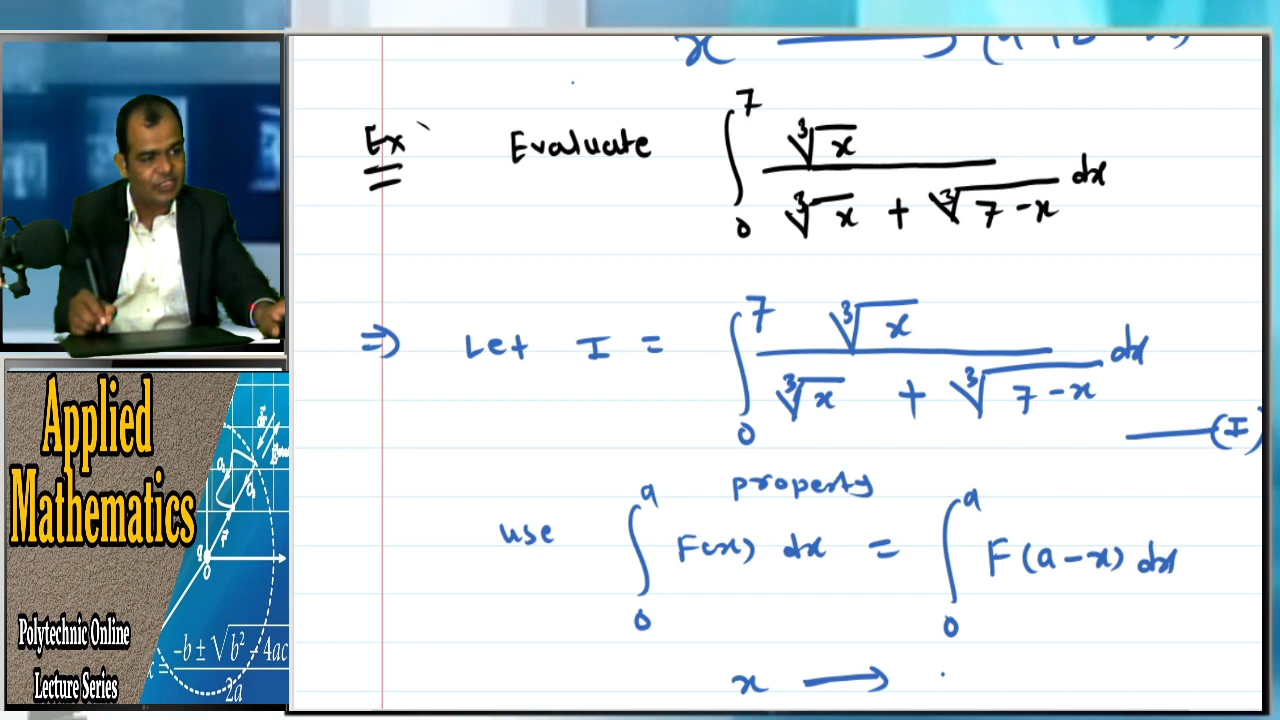 x ⟶ (a+b-x)
Ex Evaluate ∫₀⁷ ∛x / (∛x + ∛(7-x)) dx
⇒ Let I = ∫₀⁷ ∛x / (∛x + ∛(7-x)) dx
—(I)
property
use ∫₀ᵃ F(x) dx = ∫₀ᵃ F(a-x) dx
x ⟶
Applied
Mathematics
Polytechnic Online
Lecture Series
-b ± √b² - 4ac
2a